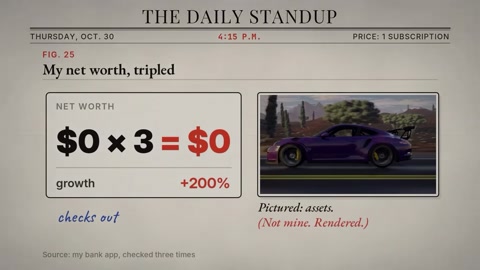 THE DAILY STANDUP
THURSDAY, OCT. 30 4:15 P.M. PRICE: 1 SUBSCRIPTION
FIG. 25
My net worth, tripled
NET WORTH
$0 × 3 = $0
growth +200%
checks out
Pictured: assets.
(Not mine. Rendered.)
Source: my bank app, checked three times